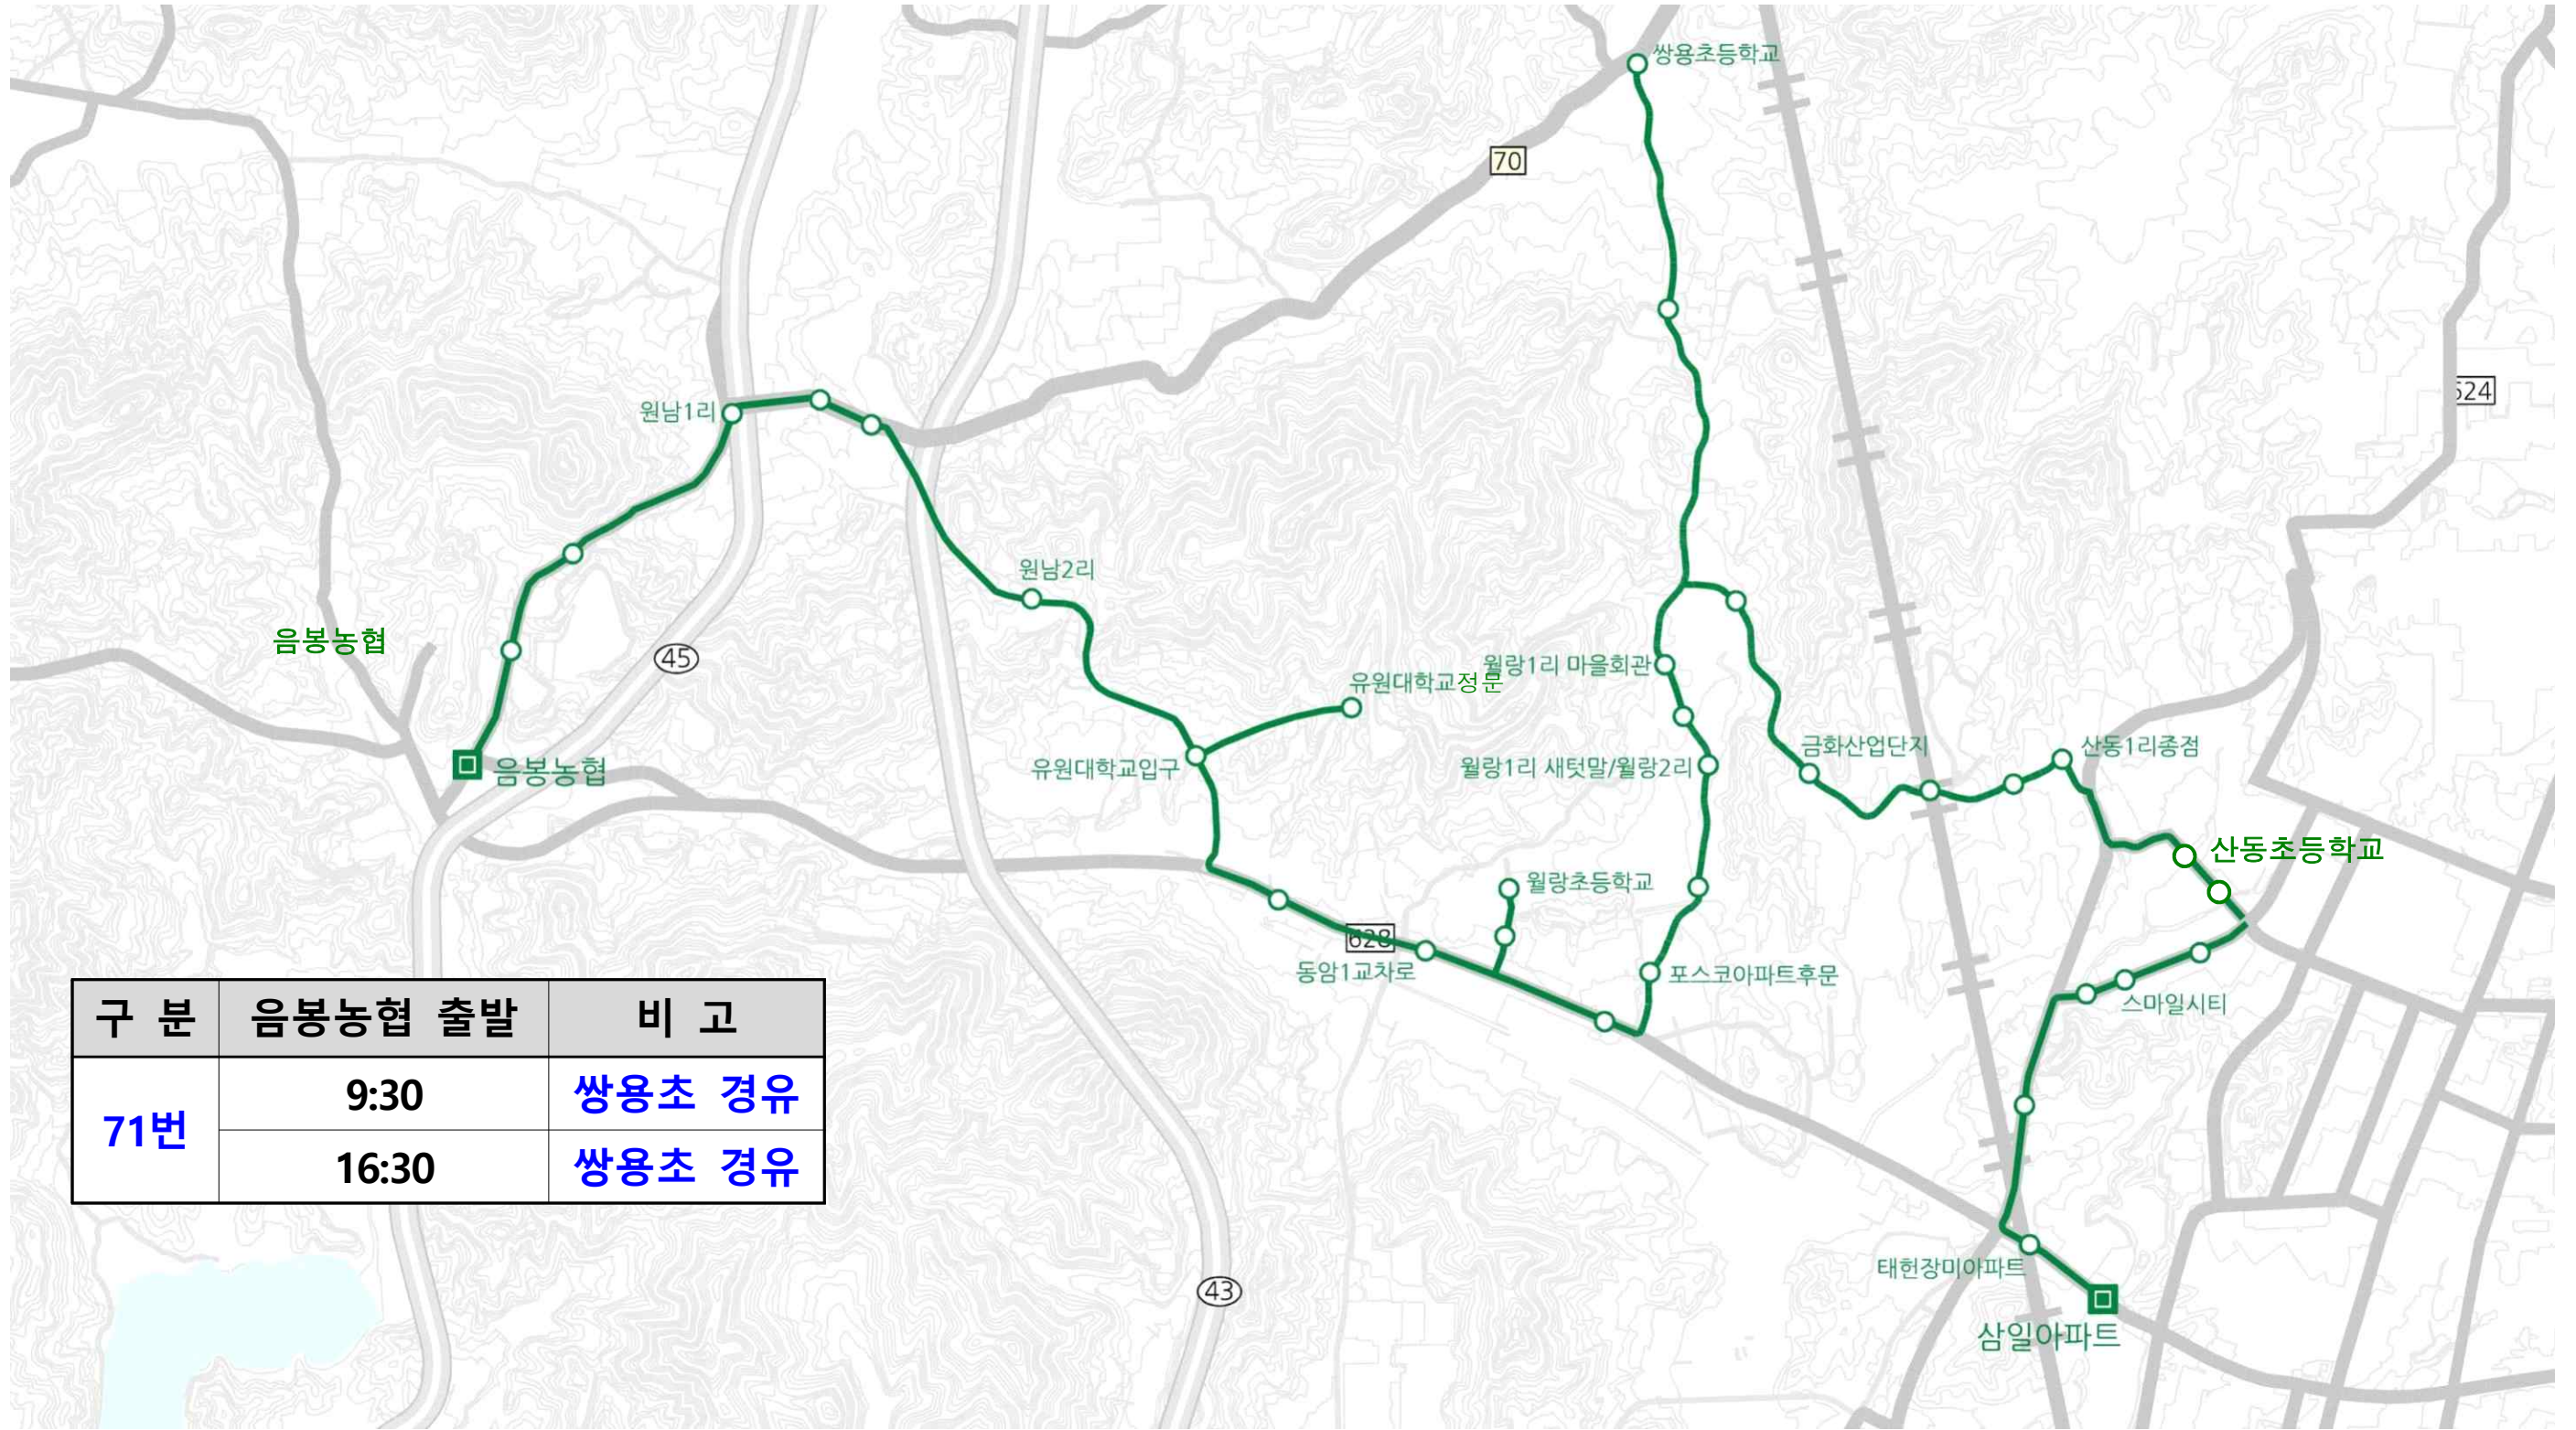 쌍용초등학교
70
524
원남1리
원남2리
음봉농협
45
월랑1리 마을회관
유원대학교정문
금화산업단지
산동1리종점
유원대학교입구
월랑1리 새텃말/월랑2리
음봉농협
산동초등학교
월랑초등학교
628
동암1교차로
포스코아파트후문
스마일시티
구 분 음봉농협 출발 비 고
71번
9:30 쌍용초 경유
16:30 쌍용초 경유
태헌장미아파트
43
삼일아파트